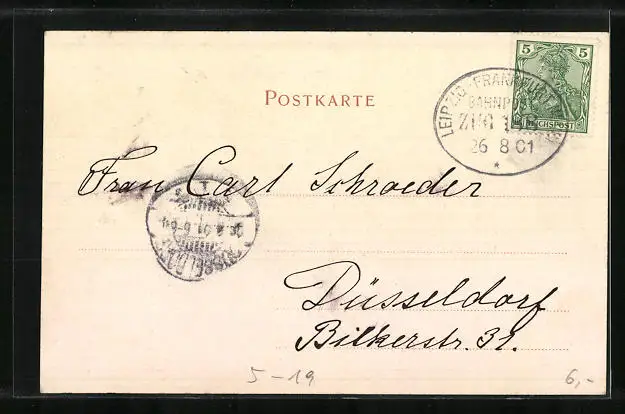 5 5
REICHSPOST
POSTKARTE
LEIPZIG-FRANKFURT
BAHNPOST
ZUG
26 8 01
Frau Carl Schroeder
Düsseldorf
Bilkerstr. 31.
5-19
6,-